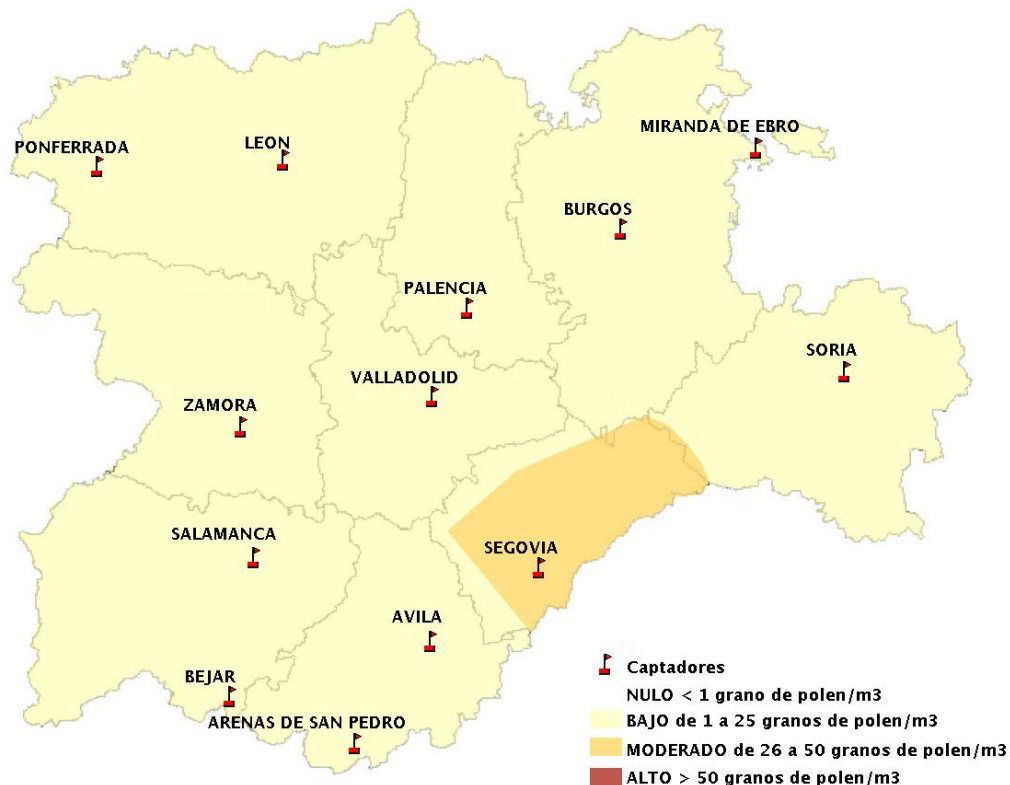 MIRANDA DE EBRO
PONFERRADA
LEON
BURGOS
PALENCIA
SORIA
VALLADOLID
ZAMORA
SALAMANCA
SEGOVIA
AVILA
BEJAR
ARENAS DE SAN PEDRO
Captadores
NULO < 1 grano de polen/m3
BAJO de 1 a 25 granos de polen/m3
MODERADO de 26 a 50 granos de polen/m3
ALTO > 50 granos de polen/m3